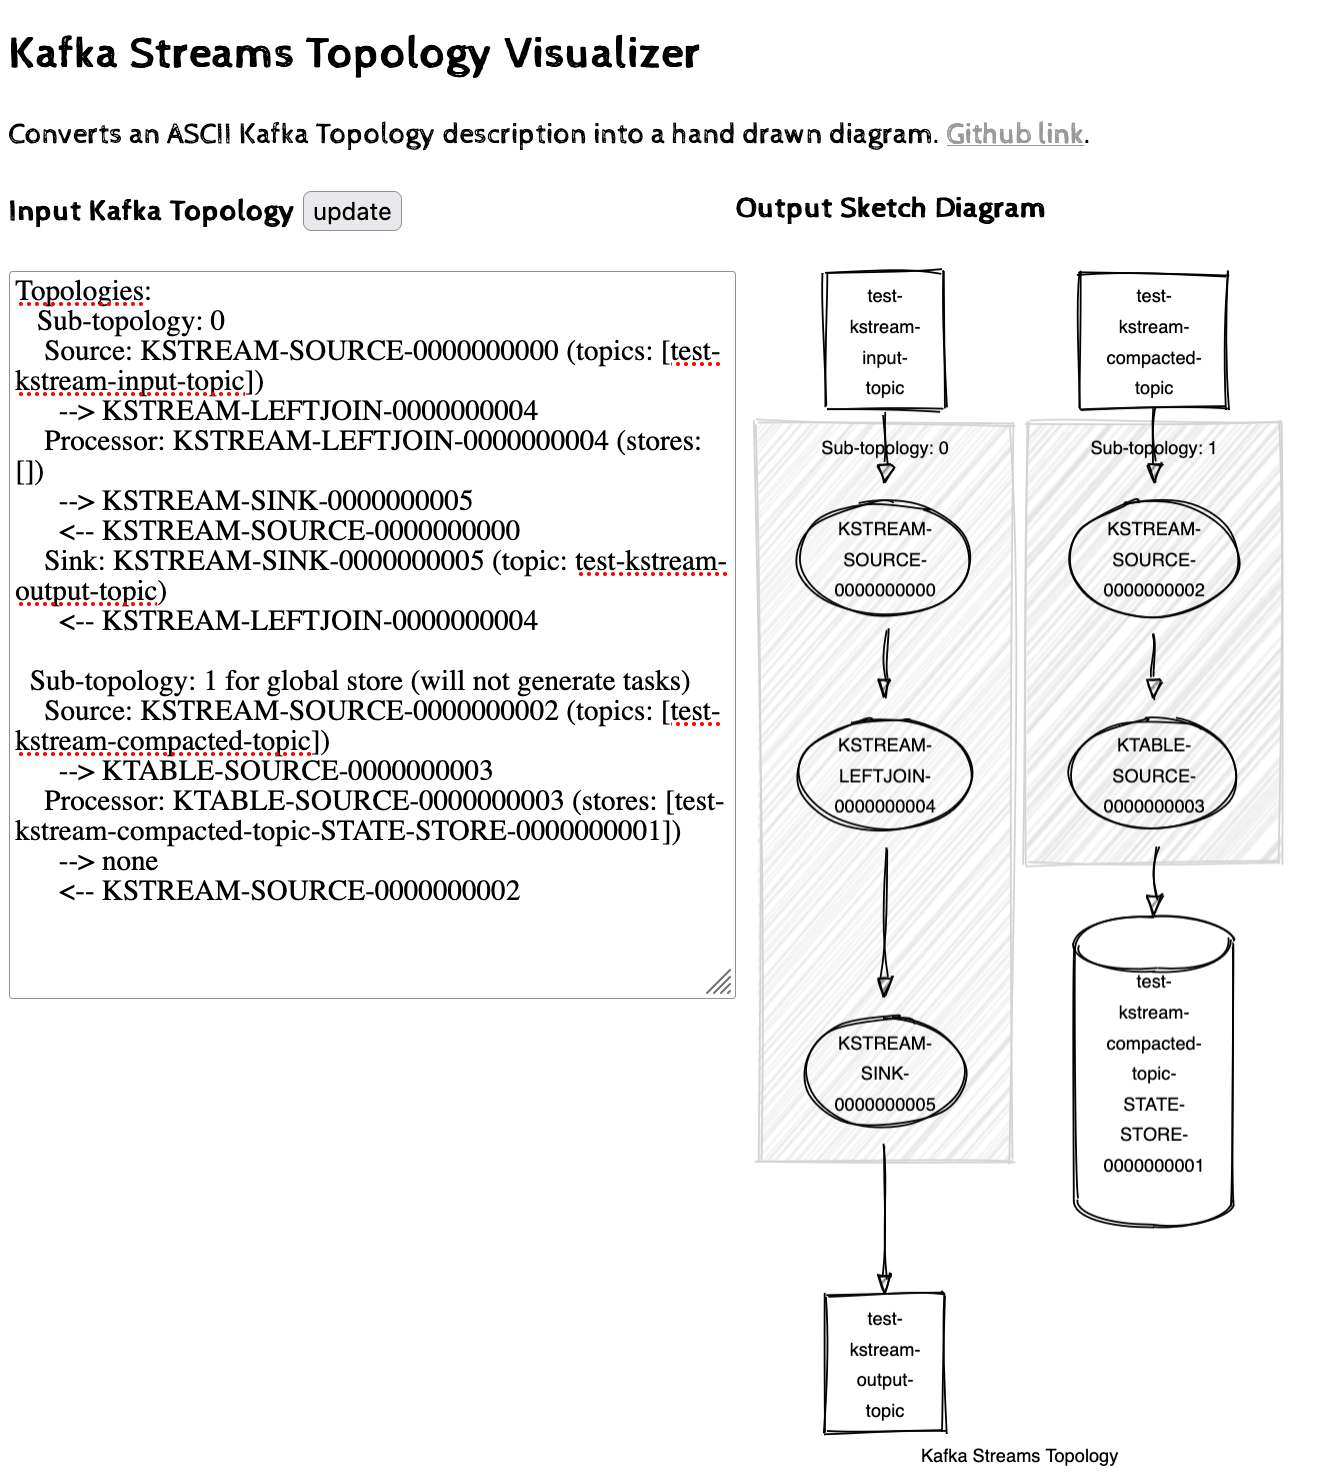 Kafka Streams Topology Visualizer
Converts an ASCII Kafka Topology description into a hand drawn diagram. Github link.
Input Kafka Topology update
Topologies:
Sub-topology: 0
Source: KSTREAM-SOURCE-0000000000 (topics: [test-
kstream-input-topic])
--> KSTREAM-LEFTJOIN-0000000004
Processor: KSTREAM-LEFTJOIN-0000000004 (stores:
[])
--> KSTREAM-SINK-0000000005
<-- KSTREAM-SOURCE-0000000000
Sink: KSTREAM-SINK-0000000005 (topic: test-kstream-
output-topic)
<-- KSTREAM-LEFTJOIN-0000000004
Sub-topology: 1 for global store (will not generate tasks)
Source: KSTREAM-SOURCE-0000000002 (topics: [test-
kstream-compacted-topic])
--> KTABLE-SOURCE-0000000003
Processor: KTABLE-SOURCE-0000000003 (stores: [test-
kstream-compacted-topic-STATE-STORE-0000000001])
--> none
<-- KSTREAM-SOURCE-0000000002
Output Sketch Diagram
test-
kstream-
input-
topic
Sub-topology: 0
KSTREAM-
SOURCE-
0000000000
KSTREAM-
LEFTJOIN-
0000000004
KSTREAM-
SINK-
0000000005
test-
kstream-
output-
topic
test-
kstream-
compacted-
topic
Sub-topology: 1
KSTREAM-
SOURCE-
0000000002
KTABLE-
SOURCE-
0000000003
test-
kstream-
compacted-
topic-
STATE-
STORE-
0000000001
Kafka Streams Topology